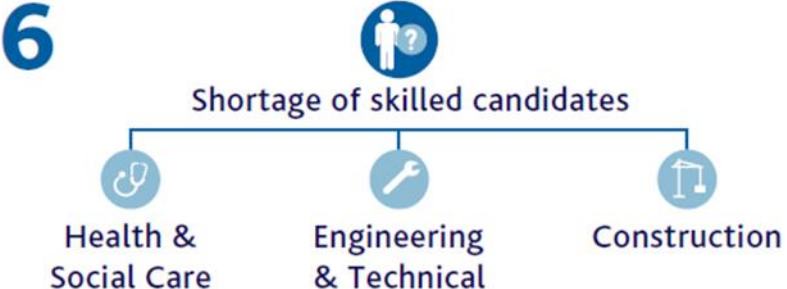 6
?
Shortage of skilled candidates
Health &
Social Care
Engineering
& Technical
Construction